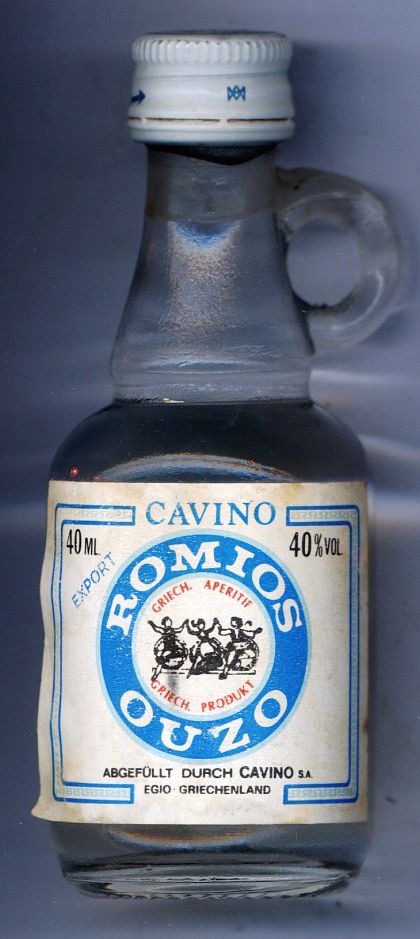 CAVINO
40 ML.
40% VOL.
EXPORT
ROMIOS
GRIECH. APERITIF
GRIECH. PRODUKT
OUZO
ABGEFÜLLT DURCH CAVINO S.A.
EGIO · GRIECHENLAND